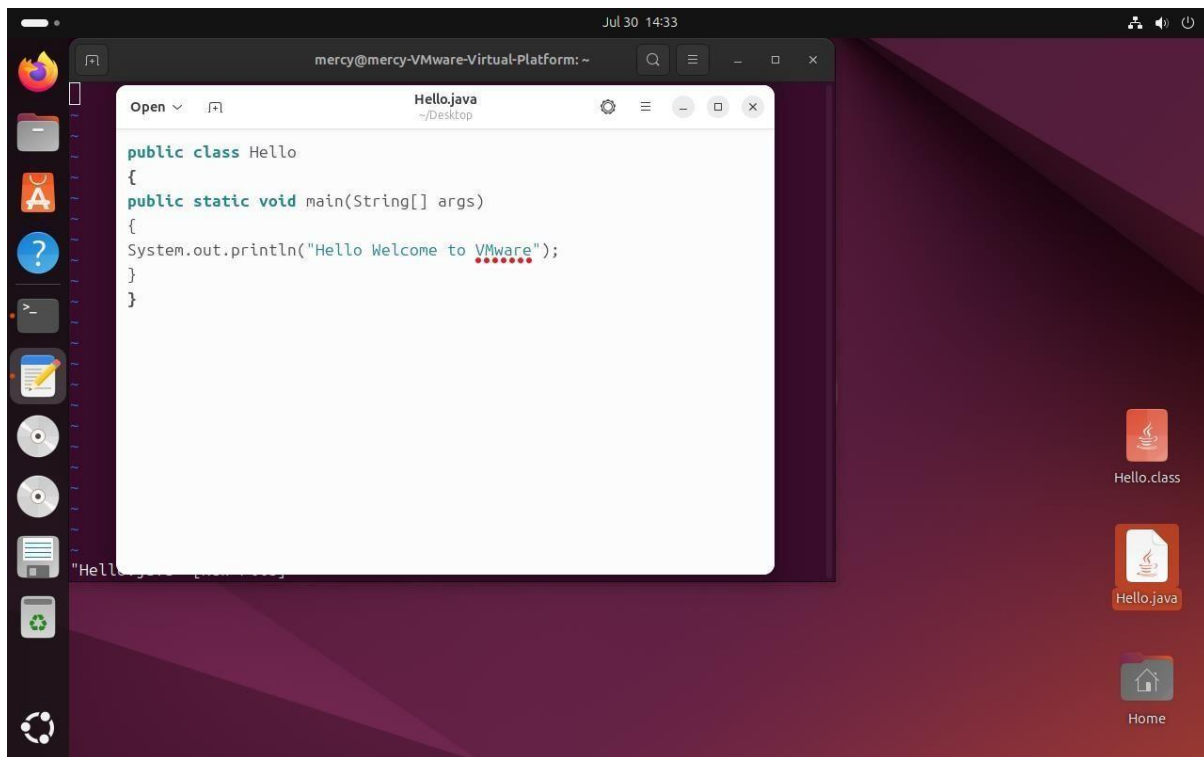 Jul 30 14:33
mercy@mercy-VMware-Virtual-Platform: ~
Open
Hello.java
~/Desktop
public class Hello
{
public static void main(String[] args)
{
System.out.println("Hello Welcome to VMware");
}
}
"Hell
Hello.class
Hello.java
Home